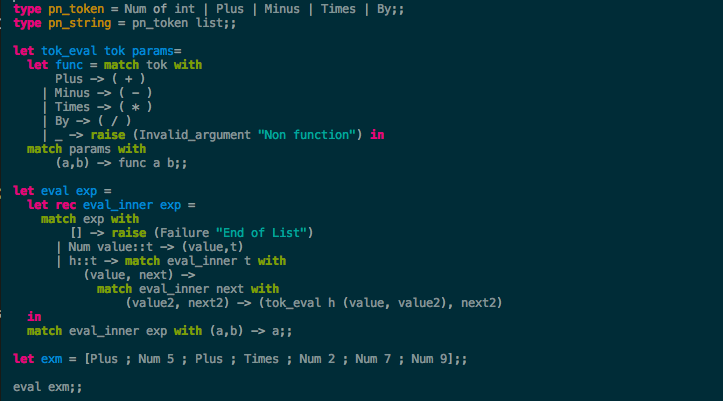 type pn_token = Num of int | Plus | Minus | Times | By;;
type pn_string = pn_token list;;
let tok_eval tok params=
  let func = match tok with
      Plus -> ( + )
    | Minus -> ( - )
    | Times -> ( * )
    | By -> ( / )
    | _ -> raise (Invalid_argument "Non function") in
  match params with
      (a,b) -> func a b;;
let eval exp =
  let rec eval_inner exp =
    match exp with
        [] -> raise (Failure "End of List")
      | Num value::t -> (value,t)
      | h::t -> match eval_inner t with
          (value, next) ->
            match eval_inner next with
                (value2, next2) -> (tok_eval h (value, value2), next2)
  in
  match eval_inner exp with (a,b) -> a;;
let exm = [Plus ; Num 5 ; Plus ; Times ; Num 2 ; Num 7 ; Num 9];;
eval exm;;